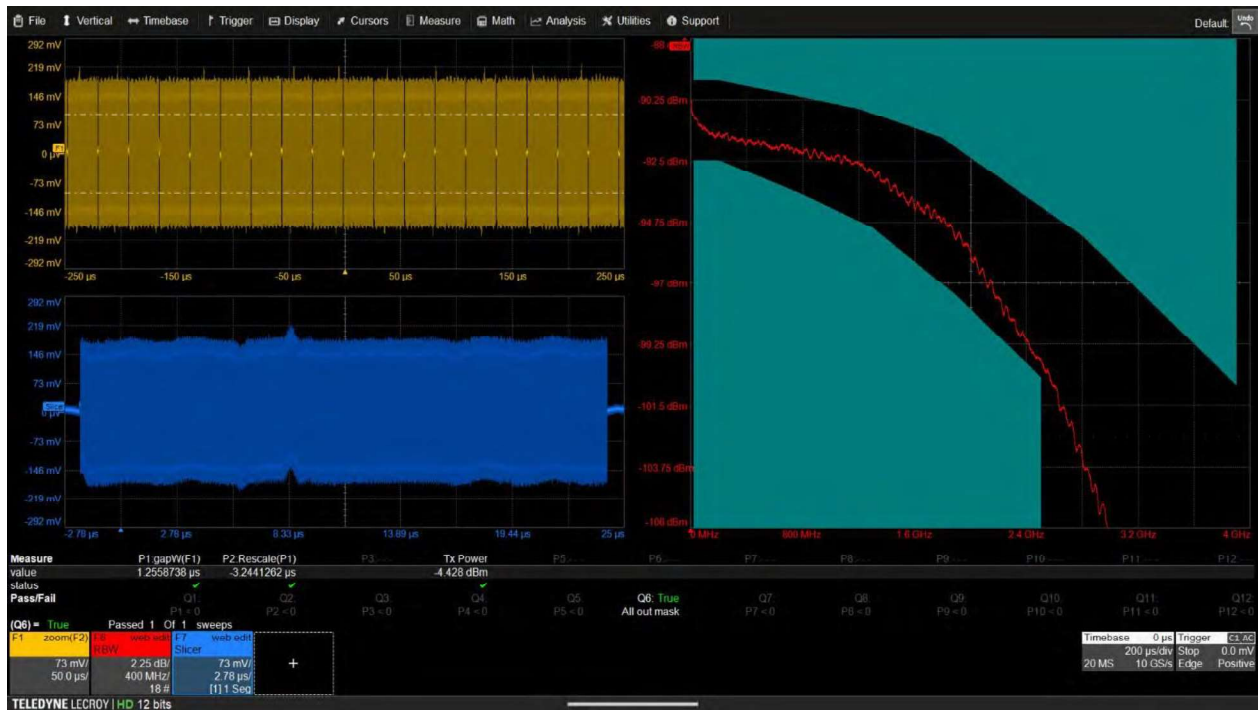 File Vertical Timebase Trigger Display Cursors Measure Math Analysis Utilities Support Default Undo
292 mV
219 mV
146 mV
73 mV
F1
0 µV
-73 mV
-146 mV
-219 mV
-292 mV
-250 µs -150 µs -50 µs 50 µs 150 µs 250 µs
292 mV
219 mV
146 mV
73 mV
Slicer
0 µV
-73 mV
-146 mV
-219 mV
-292 mV
-2.78 µs 2.78 µs 8.33 µs 13.89 µs 19.44 µs 25 µs
-90.25 dBm
-92.5 dBm
-94.75 dBm
-97 dBm
-99.25 dBm
-101.5 dBm
-103.75 dBm
-106 dBm
0 MHz 800 MHz 1.6 GHz 2.4 GHz 3.2 GHz 4 GHz
Measure P1:gapW(F1) P2:Rescale(P1) P3:--- Tx Power P5:--- P6:--- P7:--- P8:--- P9:--- P10:--- P11:--- P12:---
value 1.2558738 µs -3.2441262 µs -4.428 dBm
status
Pass/Fail Q1: Q2: Q3: Q4: Q5 Q6: True Q7: Q8: Q9: Q10: Q11: Q12
P1 < 0 P2 < 0 P3 < 0 P4 < 0 P5 < 0 All out mask P7 < 0 P8 < 0 P9 < 0 P10 < 0 P11 < 0 P12 < 0
(Q6) = True Passed 1 Of 1 sweeps
F1 zoom(F2)
73 mV/
50.0 µs/
F6 web edit
RBW
2.25 dB/
400 MHz/
18 #
F7 web edit
Slicer
73 mV/
2.78 µs/
[1] 1 Seg
+
Timebase 0 µs
200 µs/div
20 MS 10 GS/s
Trigger C1 AC
Stop 0.0 mV
Edge Positive
TELEDYNE LECROY | HD 12 bits